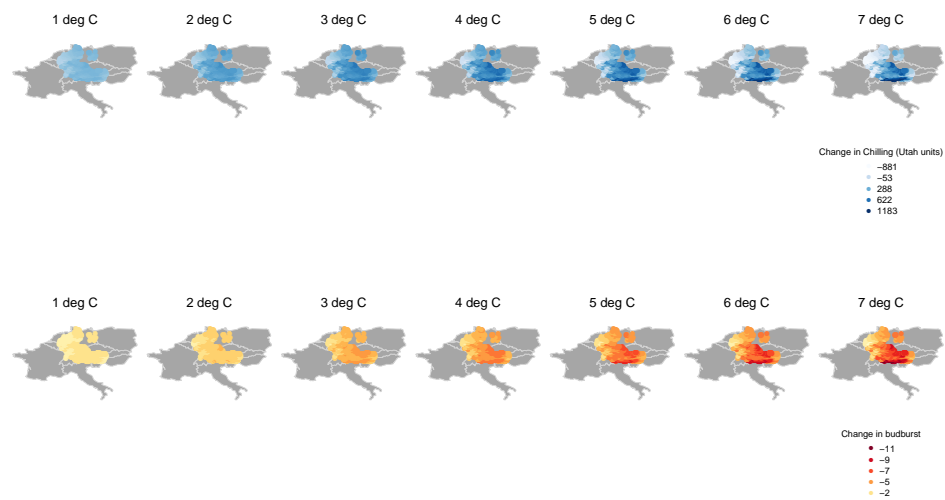 1 deg C 2 deg C 3 deg C 4 deg C 5 deg C 6 deg C 7 deg C
Change in Chilling (Utah units)
−881
−53
288
622
1183
1 deg C 2 deg C 3 deg C 4 deg C 5 deg C 6 deg C 7 deg C
Change in budburst
−11
−9
−7
−5
−2